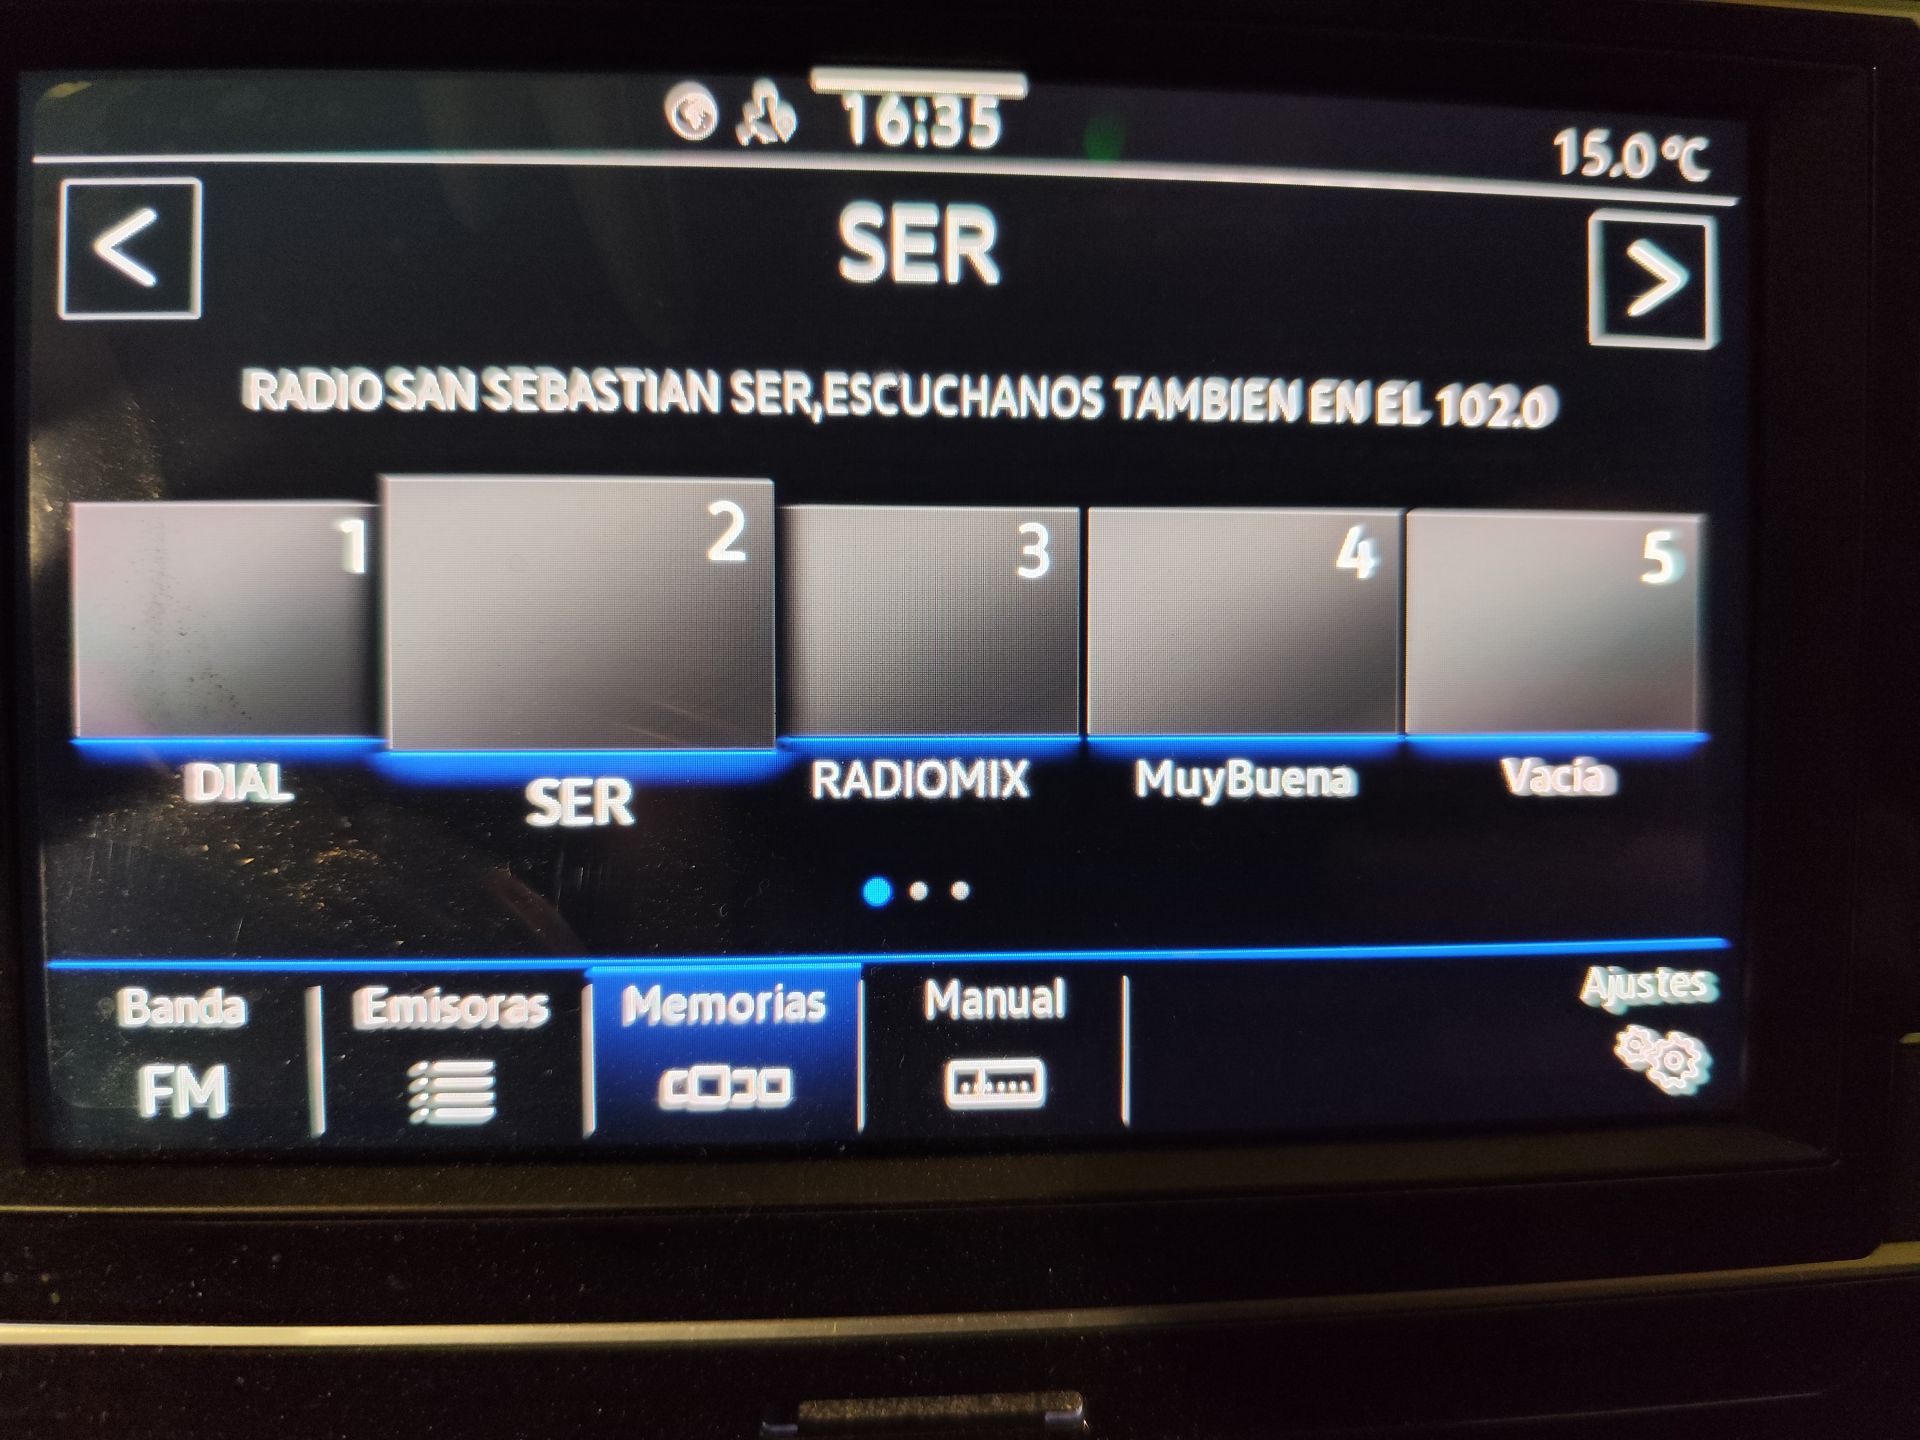 16:35
15.0°C
<
SER
>
RADIO SAN SEBASTIAN SER,ESCUCHANOS TAMBIEN EN EL 102.0
1
2
3
4
5
DIAL
SER
RADIOMIX
MuyBuena
Vacía
Banda
Emisoras
Memorias
Manual
Ajustes
FM